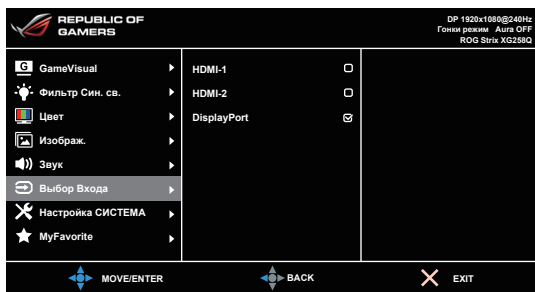 REPUBLIC OF
GAMERS
DP 1920x1080@240Hz
Гонки режим Aura OFF
ROG Strix XG258Q
G GameVisual
Фильтр Син. св.
Цвет
Изображ.
Звук
Выбор Входа
Настройка СИСТЕМА
MyFavorite
HDMI-1
HDMI-2
DisplayPort
MOVE/ENTER
BACK
EXIT